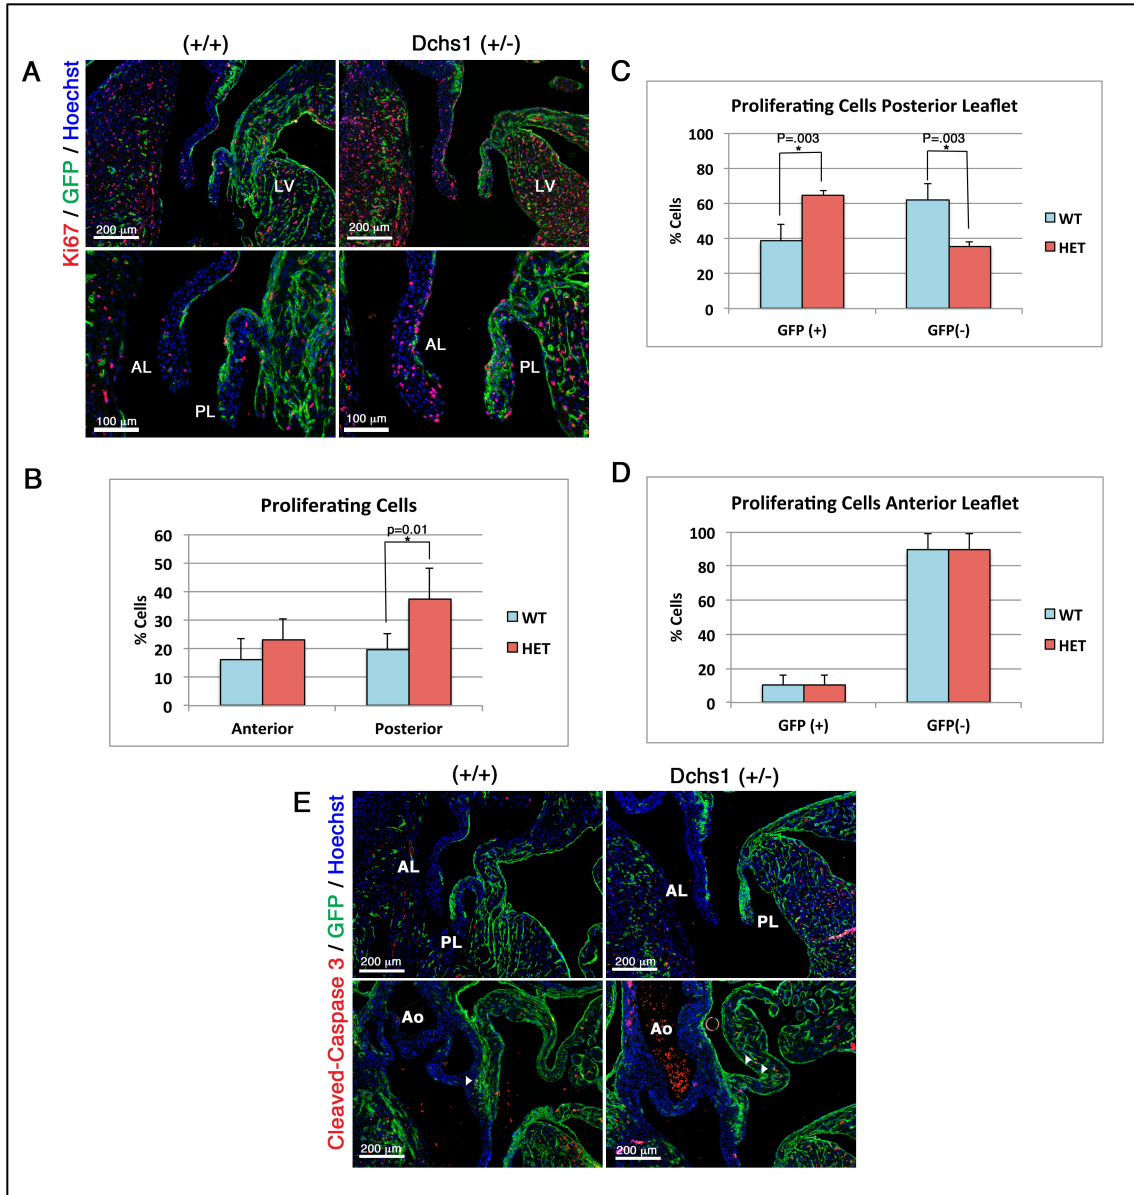 (+/+)
Dchs1 (+/-)
A
Ki67 / GFP / Hoechst
LV
200 µm
LV
200 µm
AL
PL
100 µm
AL
PL
100 µm
B
Proliferating Cells
% Cells
60
50
40
30
20
10
0
p=0.01
*
Anterior
Posterior
WT
HET
C
Proliferating Cells Posterior Leaflet
% Cells
100
80
60
40
20
0
P=.003
*
P=.003
*
GFP (+)
GFP(-)
WT
HET
D
Proliferating Cells Anterior Leaflet
% Cells
100
80
60
40
20
0
GFP (+)
GFP(-)
WT
HET
(+/+)
Dchs1 (+/-)
E
Cleaved-Caspase 3 / GFP / Hoechst
AL
PL
200 µm
AL
PL
200 µm
Ao
200 µm
Ao
200 µm